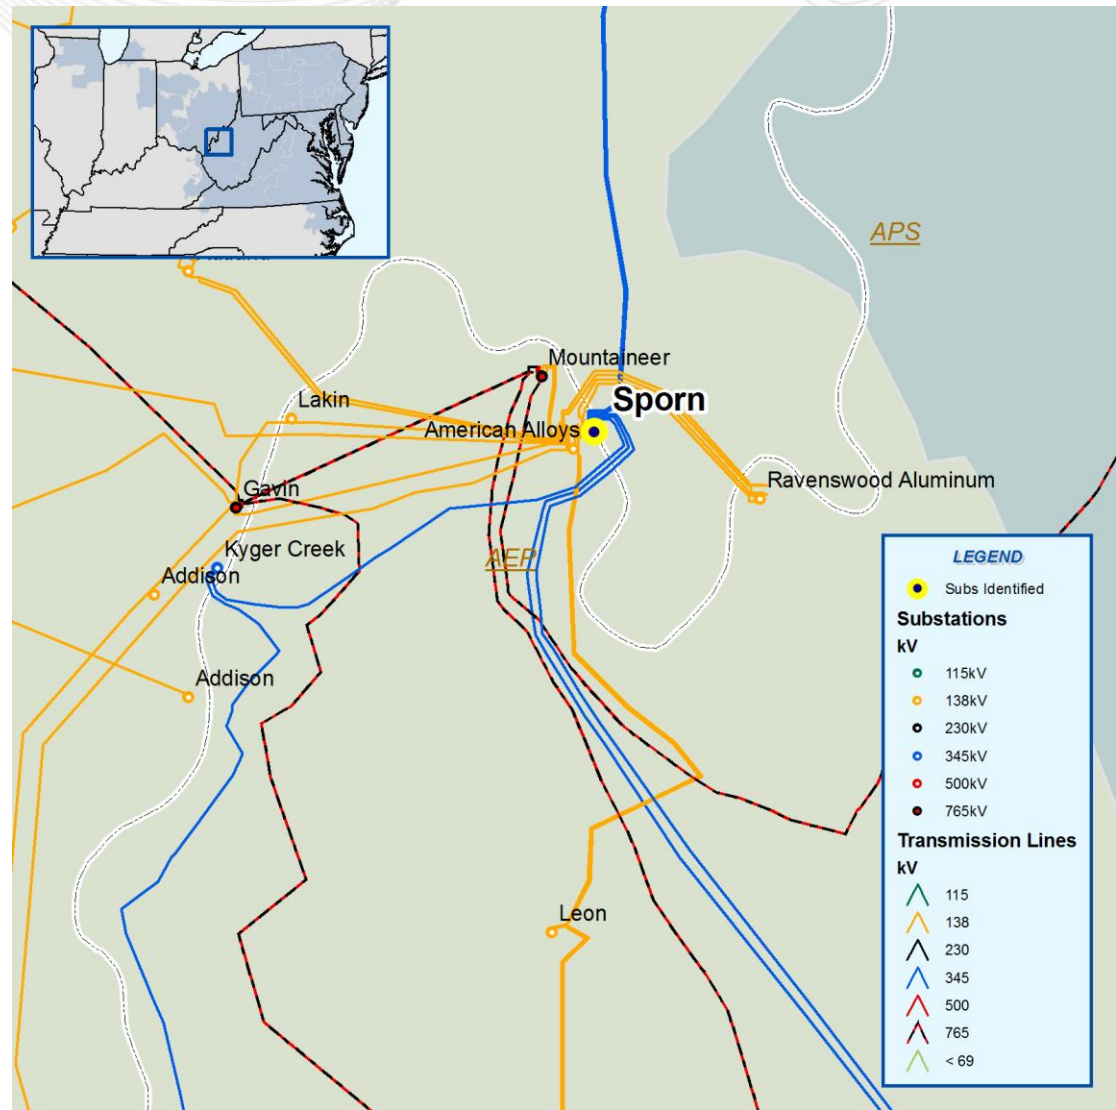 APS
Mountaineer
Sporn
Lakin
American Alloys
Ravenswood Aluminum
Gavin
Kyger Creek
AEP
Addison
Addison
Leon
LEGEND
Subs Identified
Substations
kV
115kV
138kV
230kV
345kV
500kV
765kV
Transmission Lines
kV
115
138
230
345
500
765
< 69